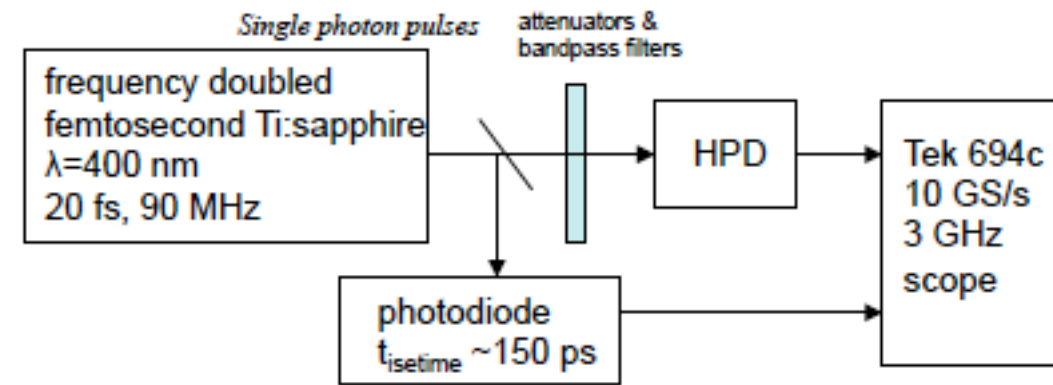 Single photon pulses
attenuators &
bandpass filters
frequency doubled
femtosecond Ti:sapphire
λ=400 nm
20 fs, 90 MHz
HPD
Tek 694c
10 GS/s
3 GHz
scope
photodiode
tisetime ~150 ps